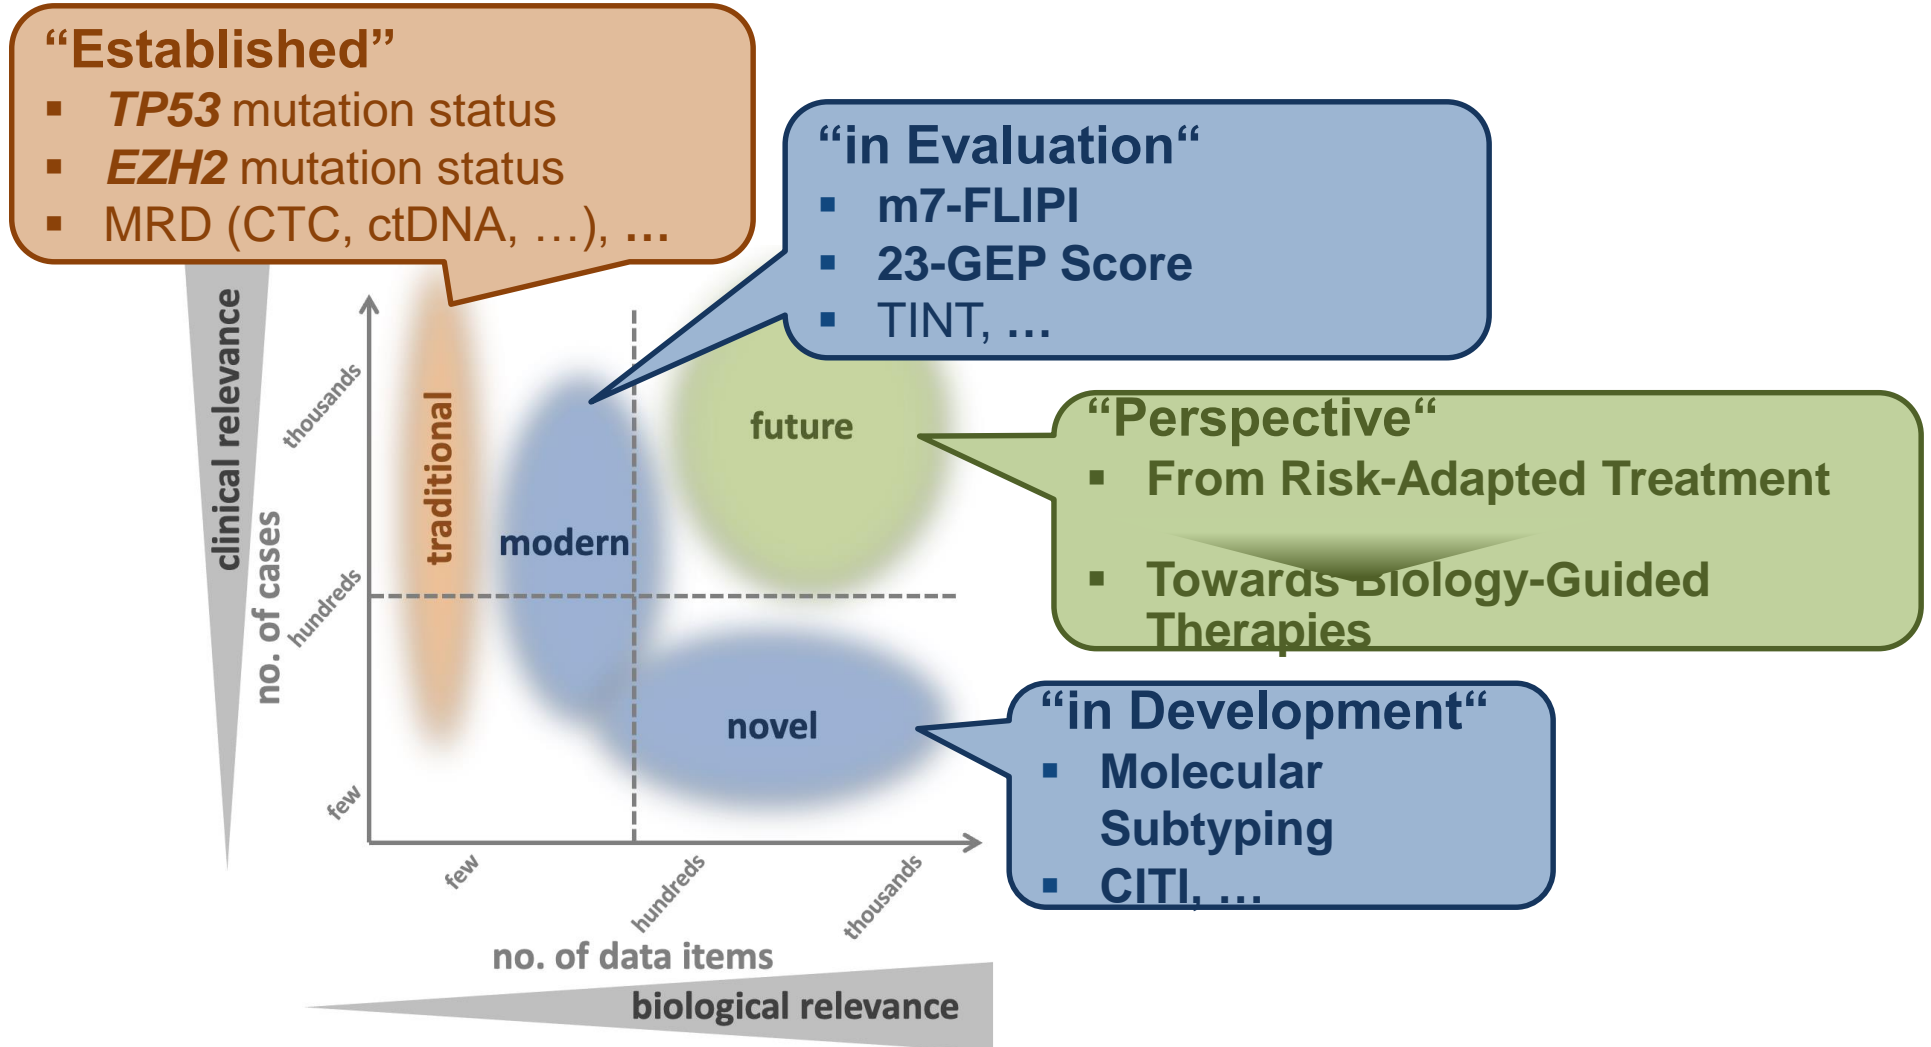 “Established”
▪ TP53 mutation status
▪ EZH2 mutation status
▪ MRD (CTC, ctDNA, …), …
“in Evaluation“
▪ m7-FLIPI
▪ 23-GEP Score
▪ TINT, …
“Perspective“
▪ From Risk-Adapted Treatment
▪ Towards Biology-Guided
Therapies
“in Development“
▪ Molecular
Subtyping
▪ CITI, …
clinical relevance
no. of cases
thousands
hundreds
few
traditional
modern
future
novel
few
hundreds
thousands
no. of data items
biological relevance